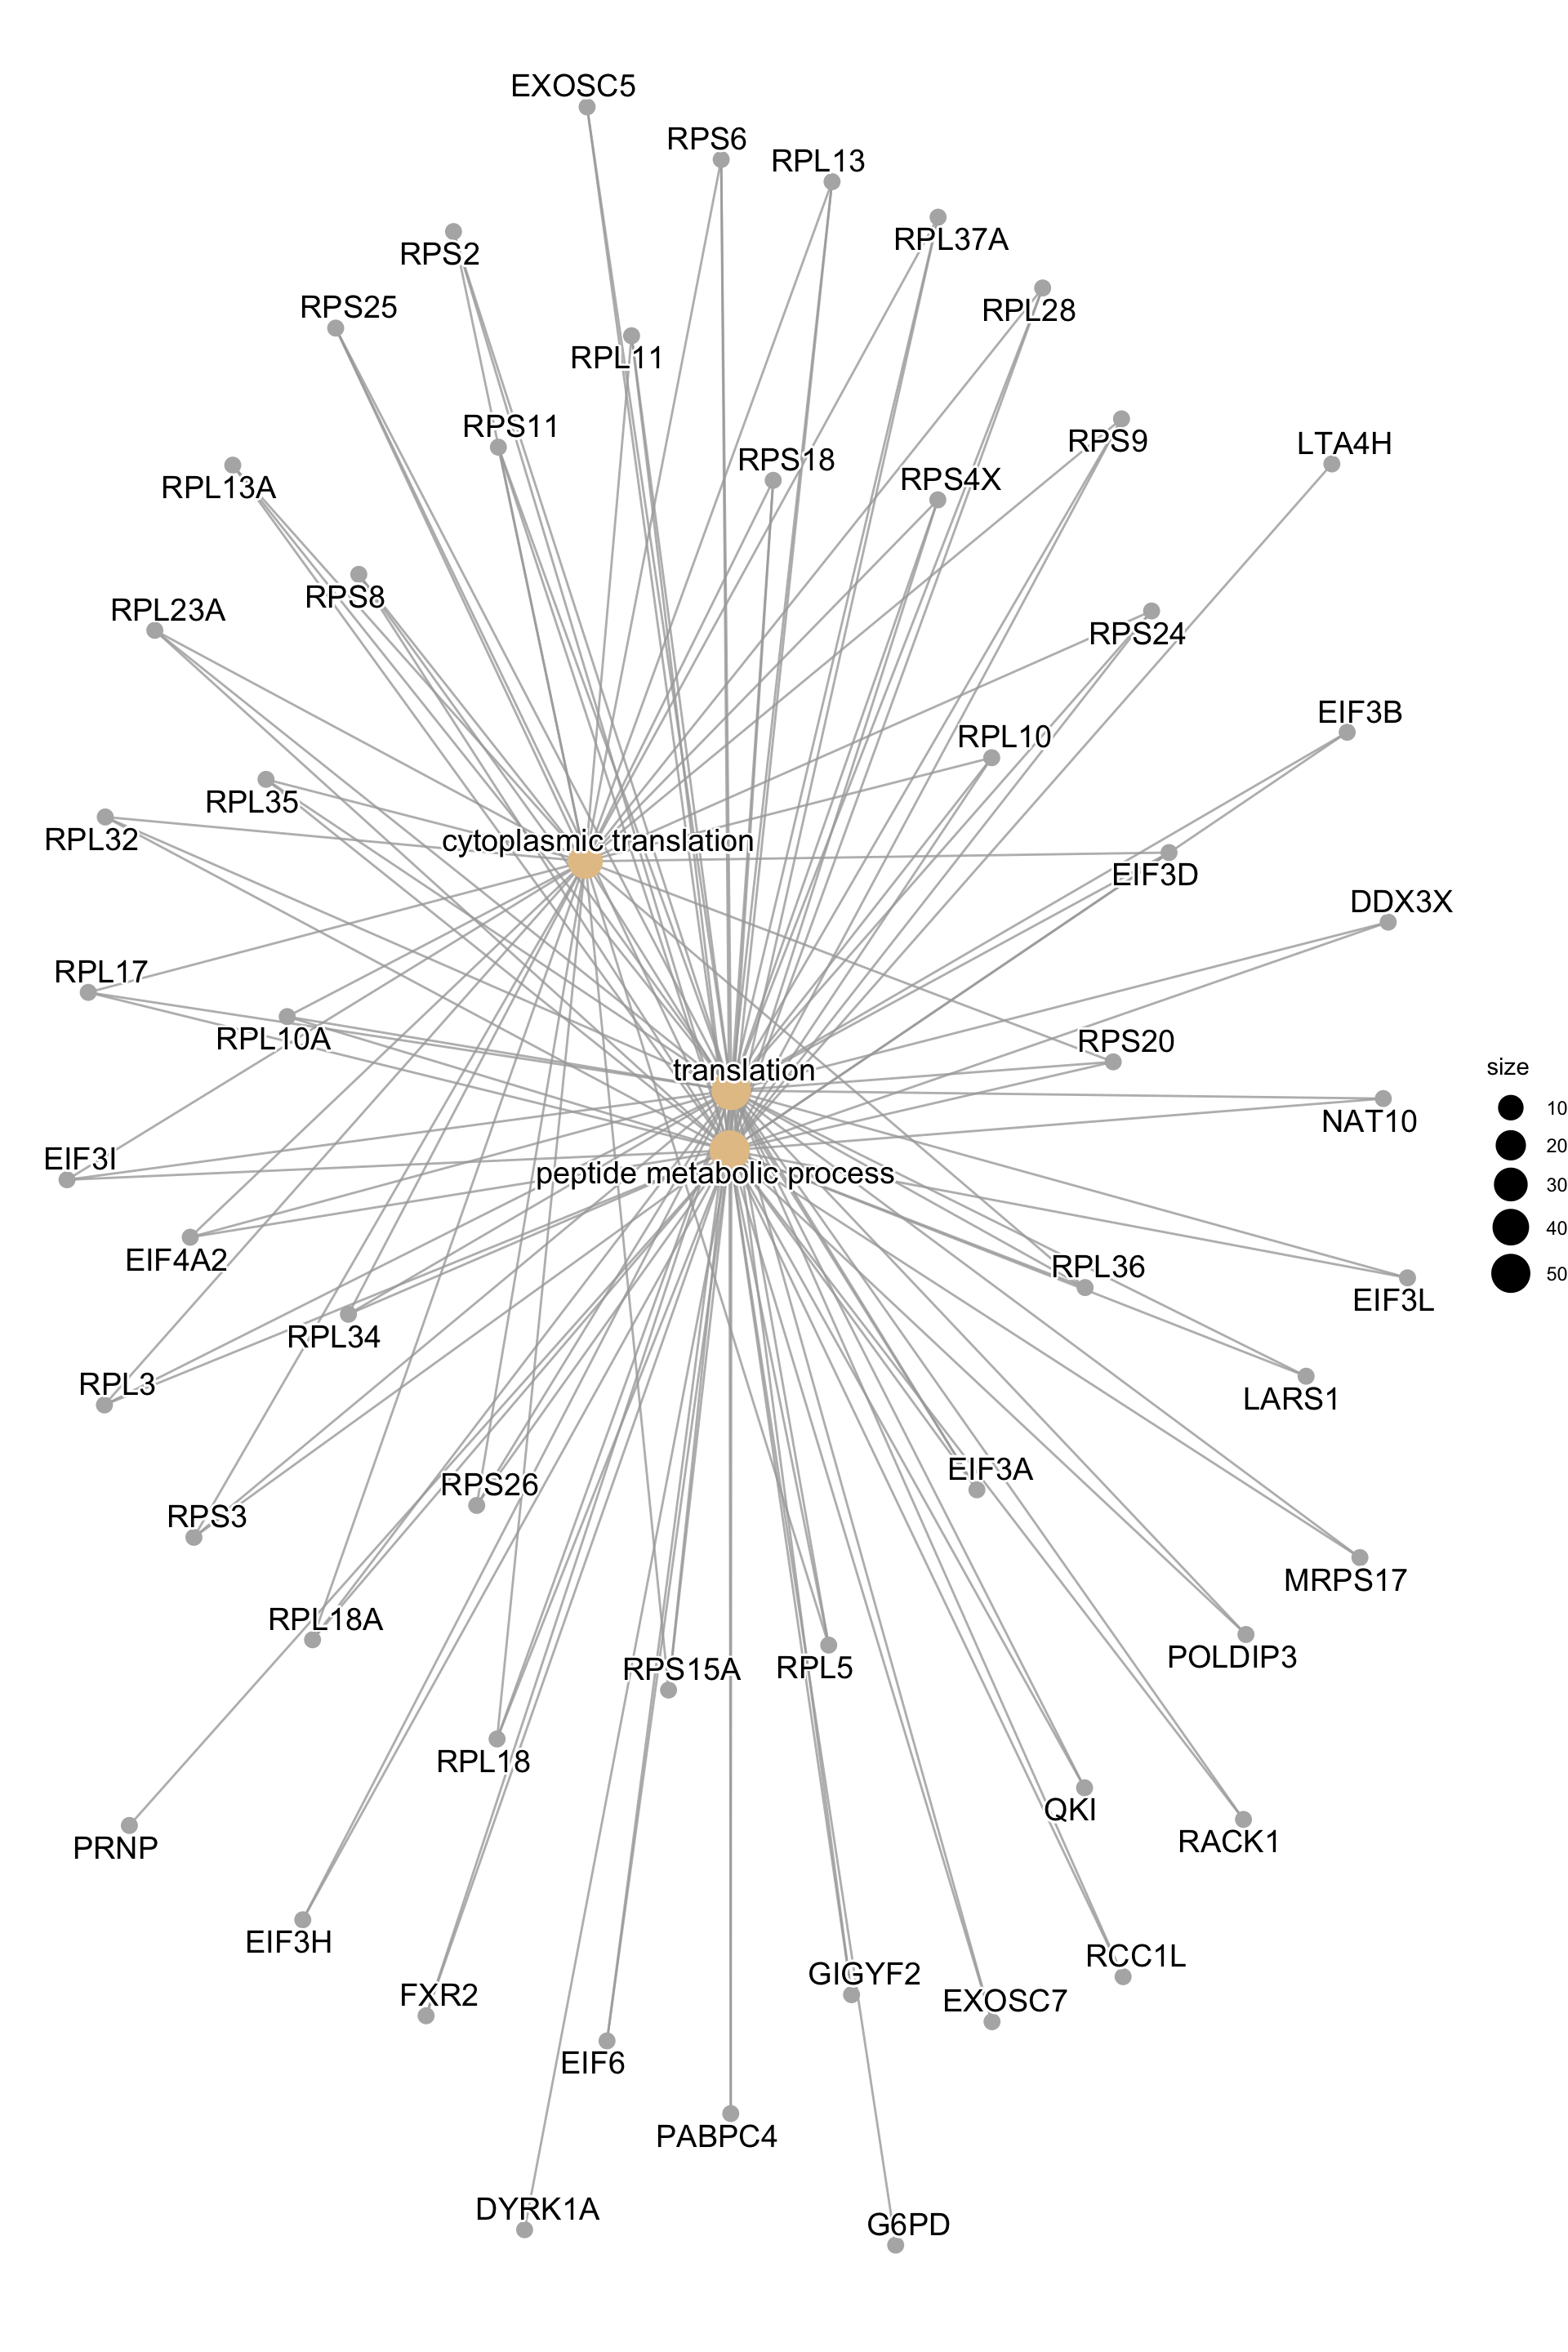 EXOSC5
RPS6
RPL13
RPL37A
RPS2
RPL28
RPS25
RPL11
RPS11
RPS9
LTA4H
RPS18
RPS4X
RPL13A
RPS8
RPL23A
RPS24
EIF3B
RPL10
RPL35
RPL32
cytoplasmic translation
EIF3D
DDX3X
RPL17
RPL10A
RPS20
translation
size
10
NAT10
20
EIF3I
peptide metabolic process
30
40
EIF4A2
RPL36
50
EIF3L
RPL34
RPL3
LARS1
EIF3A
RPS26
RPS3
MRPS17
RPL18A
POLDIP3
RPS15A
RPL5
RPL18
QKI
RACK1
PRNP
EIF3H
RCC1L
GIGYF2
FXR2
EXOSC7
EIF6
PABPC4
DYRK1A
G6PD